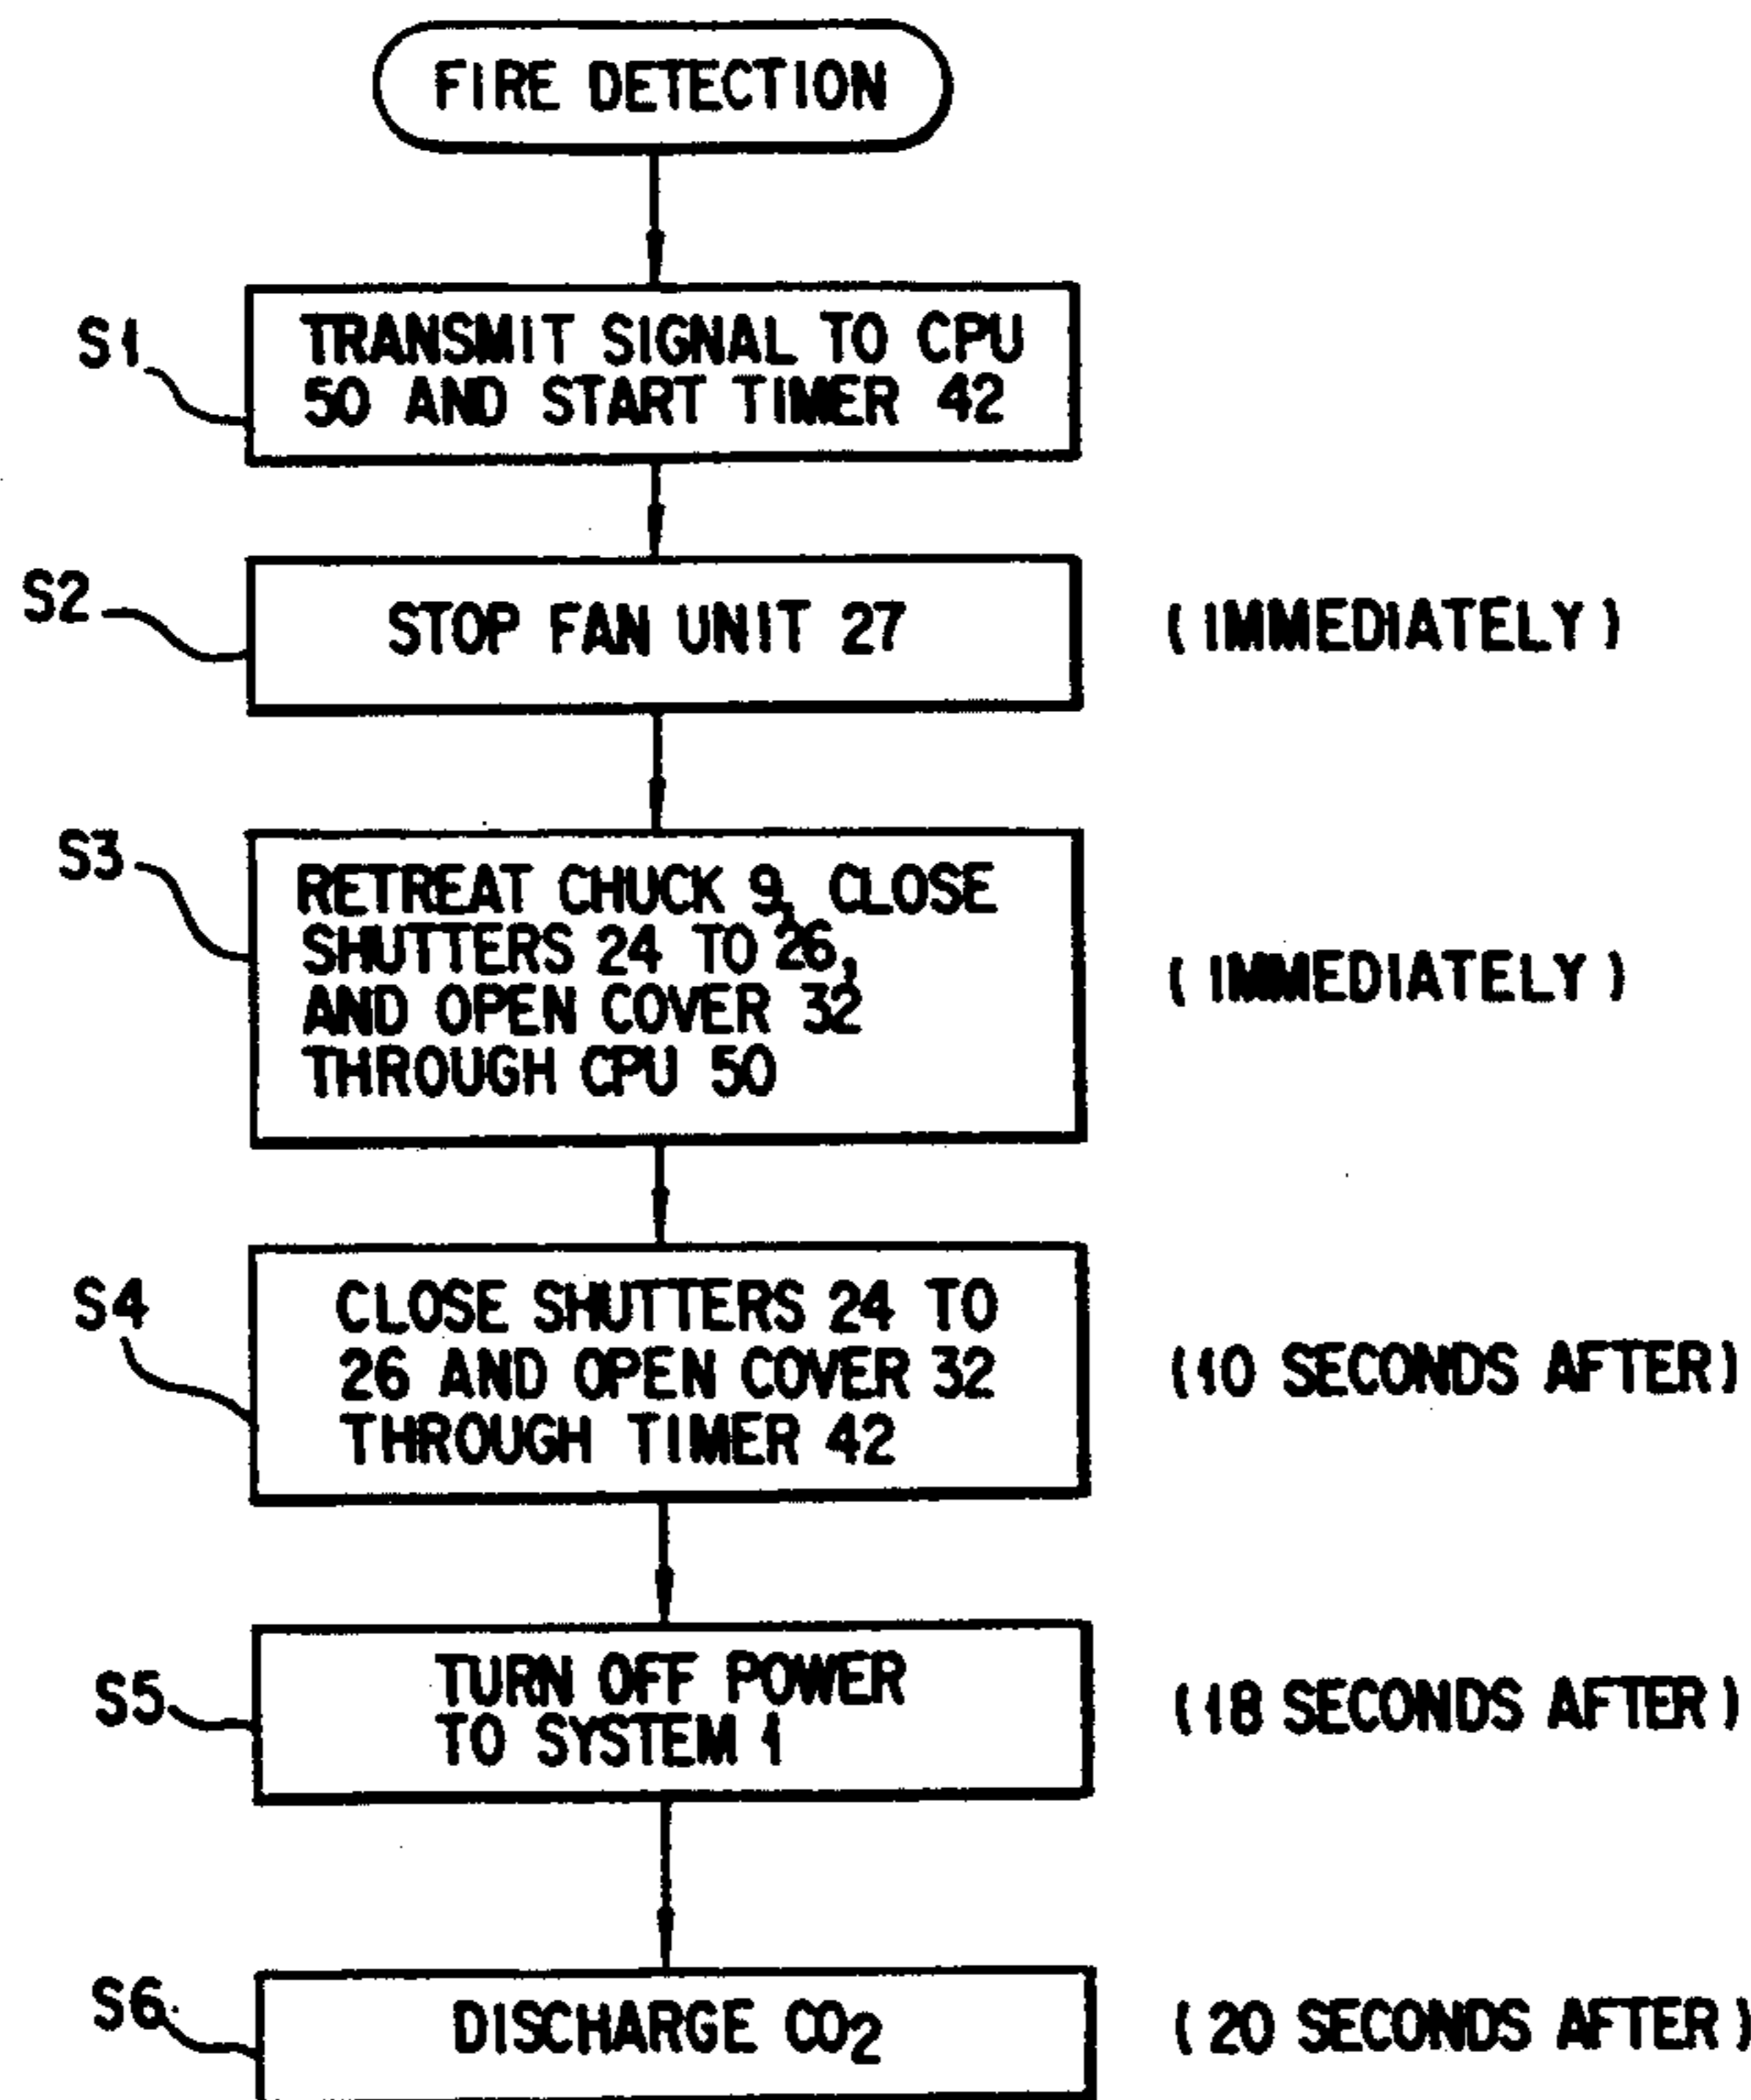 FIRE DETECTION
S1
TRANSMIT SIGNAL TO CPU
50 AND START TIMER 42
S2
STOP FAN UNIT 27
(IMMEDIATELY)
S3
RETREAT CHUCK 9, CLOSE
SHUTTERS 24 TO 26,
AND OPEN COVER 32
THROUGH CPU 50
(IMMEDIATELY)
S4
CLOSE SHUTTERS 24 TO
26 AND OPEN COVER 32
THROUGH TIMER 42
(10 SECONDS AFTER)
S5
TURN OFF POWER
TO SYSTEM 1
(18 SECONDS AFTER)
S6
DISCHARGE CO2
(20 SECONDS AFTER)